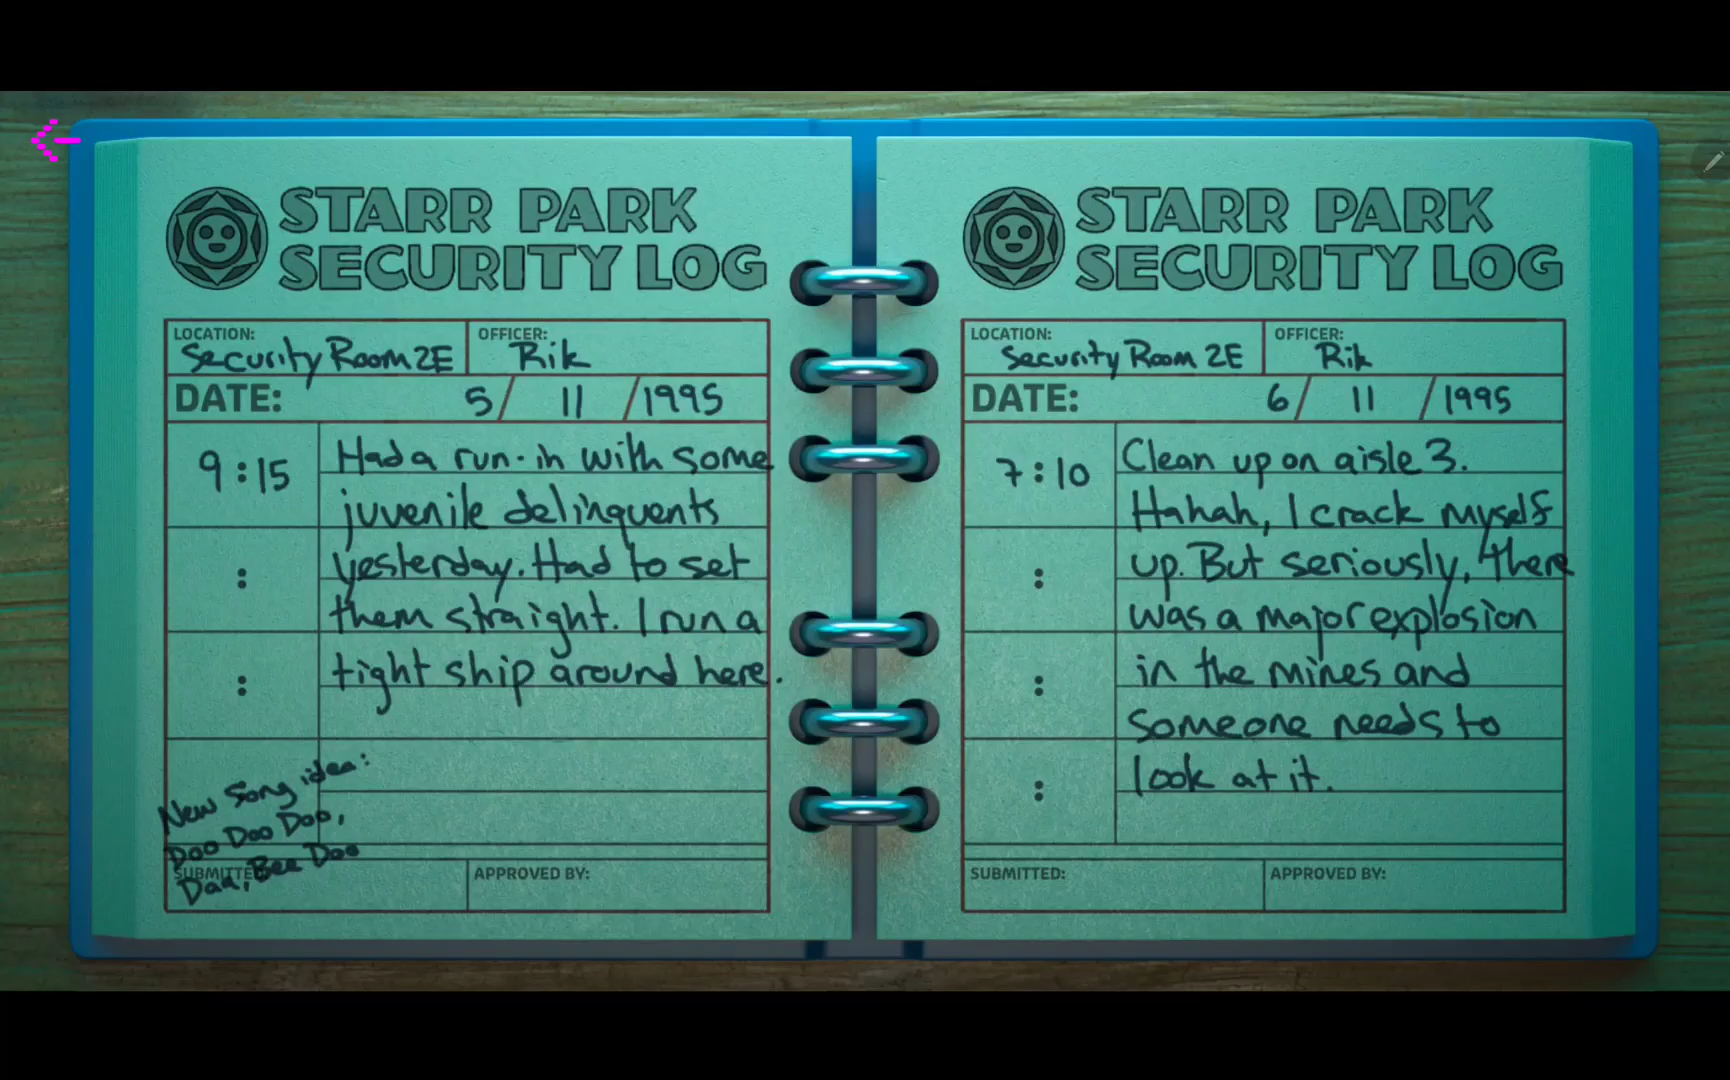 STARR PARK
SECURITY LOG
LOCATION:
Security Room 2E
OFFICER:
Rik
DATE: 5/ 11 /1995
9:15
Had a run-in with some
juvenile delinquents
yesterday. Had to set
them straight. I run a
tight ship around here.
:
:
New Song idea:
Doo Doo Doo,
Daa, Bee Doo
SUBMITTE
APPROVED BY:
STARR PARK
SECURITY LOG
LOCATION:
Security Room 2E
OFFICER:
Rik
DATE: 6/ 11 /1995
7:10
Clean up on aisle 3.
Hahah, I crack myself
up. But seriously, there
was a major explosion
in the mines and
someone needs to
look at it.
:
:
:
SUBMITTED:
APPROVED BY: